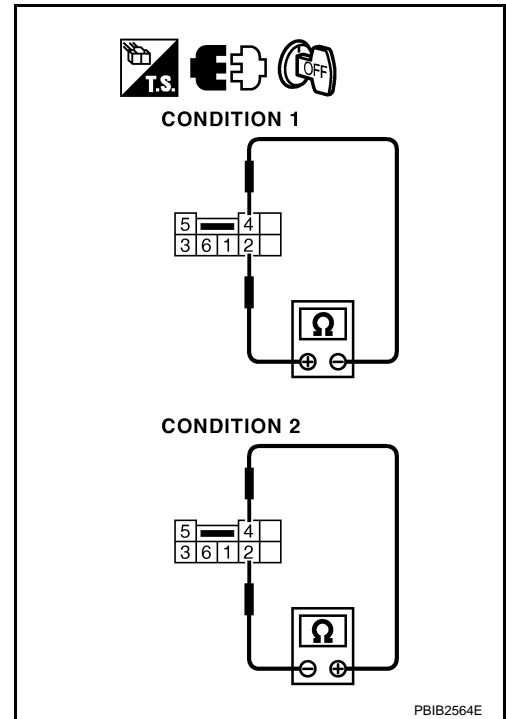 T.S.
OFF
CONDITION 1
5 4
3 6 1 2
Ω
+ −
CONDITION 2
5 4
3 6 1 2
Ω
− +
PBIB2564E